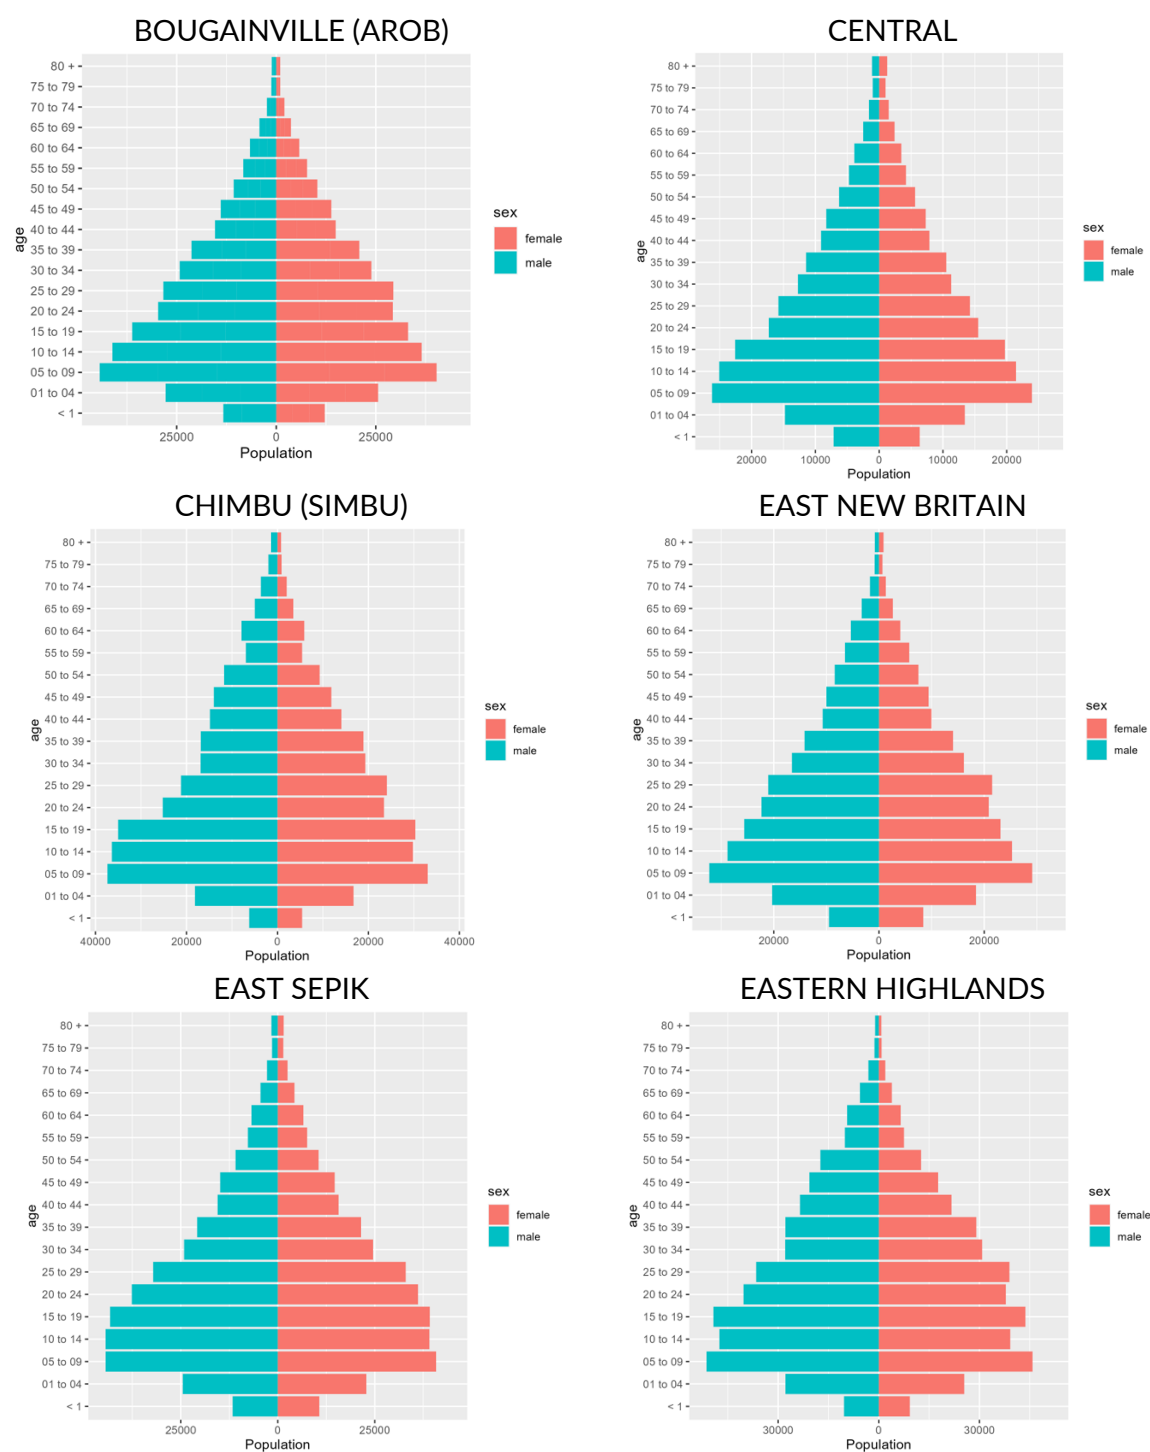 BOUGAINVILLE (AROB)
80 +
75 to 79
70 to 74
65 to 69
60 to 64
55 to 59
50 to 54
45 to 49
40 to 44
35 to 39
30 to 34
25 to 29
20 to 24
15 to 19
10 to 14
05 to 09
01 to 04
< 1
age
25000 0 25000
Population
sex
female
male
CENTRAL
80 +
75 to 79
70 to 74
65 to 69
60 to 64
55 to 59
50 to 54
45 to 49
40 to 44
35 to 39
30 to 34
25 to 29
20 to 24
15 to 19
10 to 14
05 to 09
01 to 04
< 1
age
20000 10000 0 10000 20000
Population
sex
female
male
CHIMBU (SIMBU)
80 +
75 to 79
70 to 74
65 to 69
60 to 64
55 to 59
50 to 54
45 to 49
40 to 44
35 to 39
30 to 34
25 to 29
20 to 24
15 to 19
10 to 14
05 to 09
01 to 04
< 1
age
40000 20000 0 20000 40000
Population
sex
female
male
EAST NEW BRITAIN
80 +
75 to 79
70 to 74
65 to 69
60 to 64
55 to 59
50 to 54
45 to 49
40 to 44
35 to 39
30 to 34
25 to 29
20 to 24
15 to 19
10 to 14
05 to 09
01 to 04
< 1
age
20000 0 20000
Population
sex
female
male
EAST SEPIK
80 +
75 to 79
70 to 74
65 to 69
60 to 64
55 to 59
50 to 54
45 to 49
40 to 44
35 to 39
30 to 34
25 to 29
20 to 24
15 to 19
10 to 14
05 to 09
01 to 04
< 1
age
25000 0 25000
Population
sex
female
male
EASTERN HIGHLANDS
80 +
75 to 79
70 to 74
65 to 69
60 to 64
55 to 59
50 to 54
45 to 49
40 to 44
35 to 39
30 to 34
25 to 29
20 to 24
15 to 19
10 to 14
05 to 09
01 to 04
< 1
age
30000 0 30000
Population
sex
female
male